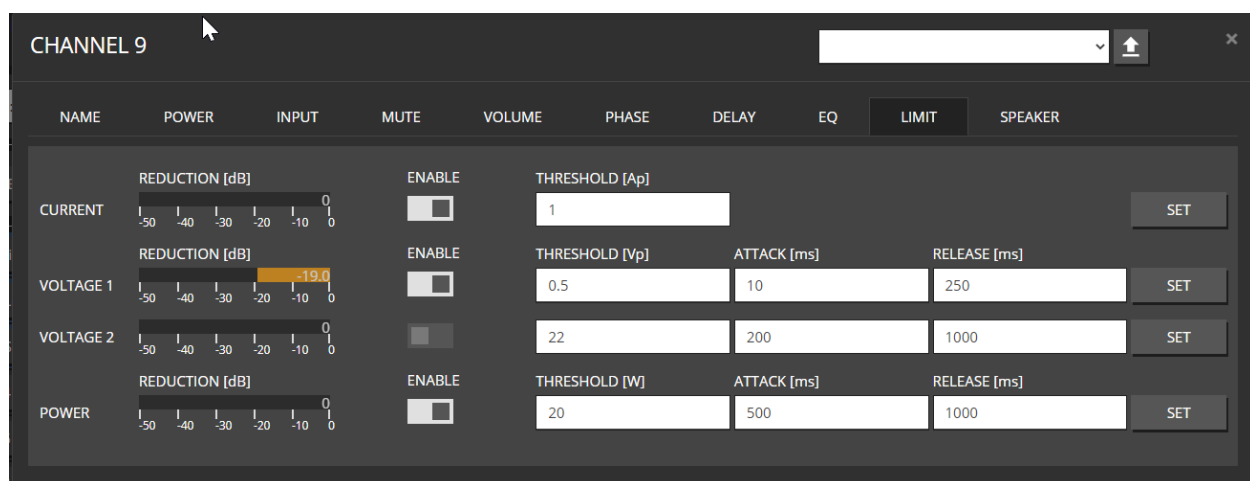 CHANNEL 9
NAME POWER INPUT MUTE VOLUME PHASE DELAY EQ LIMIT SPEAKER
REDUCTION [dB] ENABLE THRESHOLD [Ap]
CURRENT 0 1 SET
-50 -40 -30 -20 -10 0
REDUCTION [dB] ENABLE THRESHOLD [Vp] ATTACK [ms] RELEASE [ms]
VOLTAGE 1 -19.0 0.5 10 250 SET
-50 -40 -30 -20 -10 0
VOLTAGE 2 0 22 200 1000 SET
-50 -40 -30 -20 -10 0
REDUCTION [dB] ENABLE THRESHOLD [W] ATTACK [ms] RELEASE [ms]
POWER 0 20 500 1000 SET
-50 -40 -30 -20 -10 0